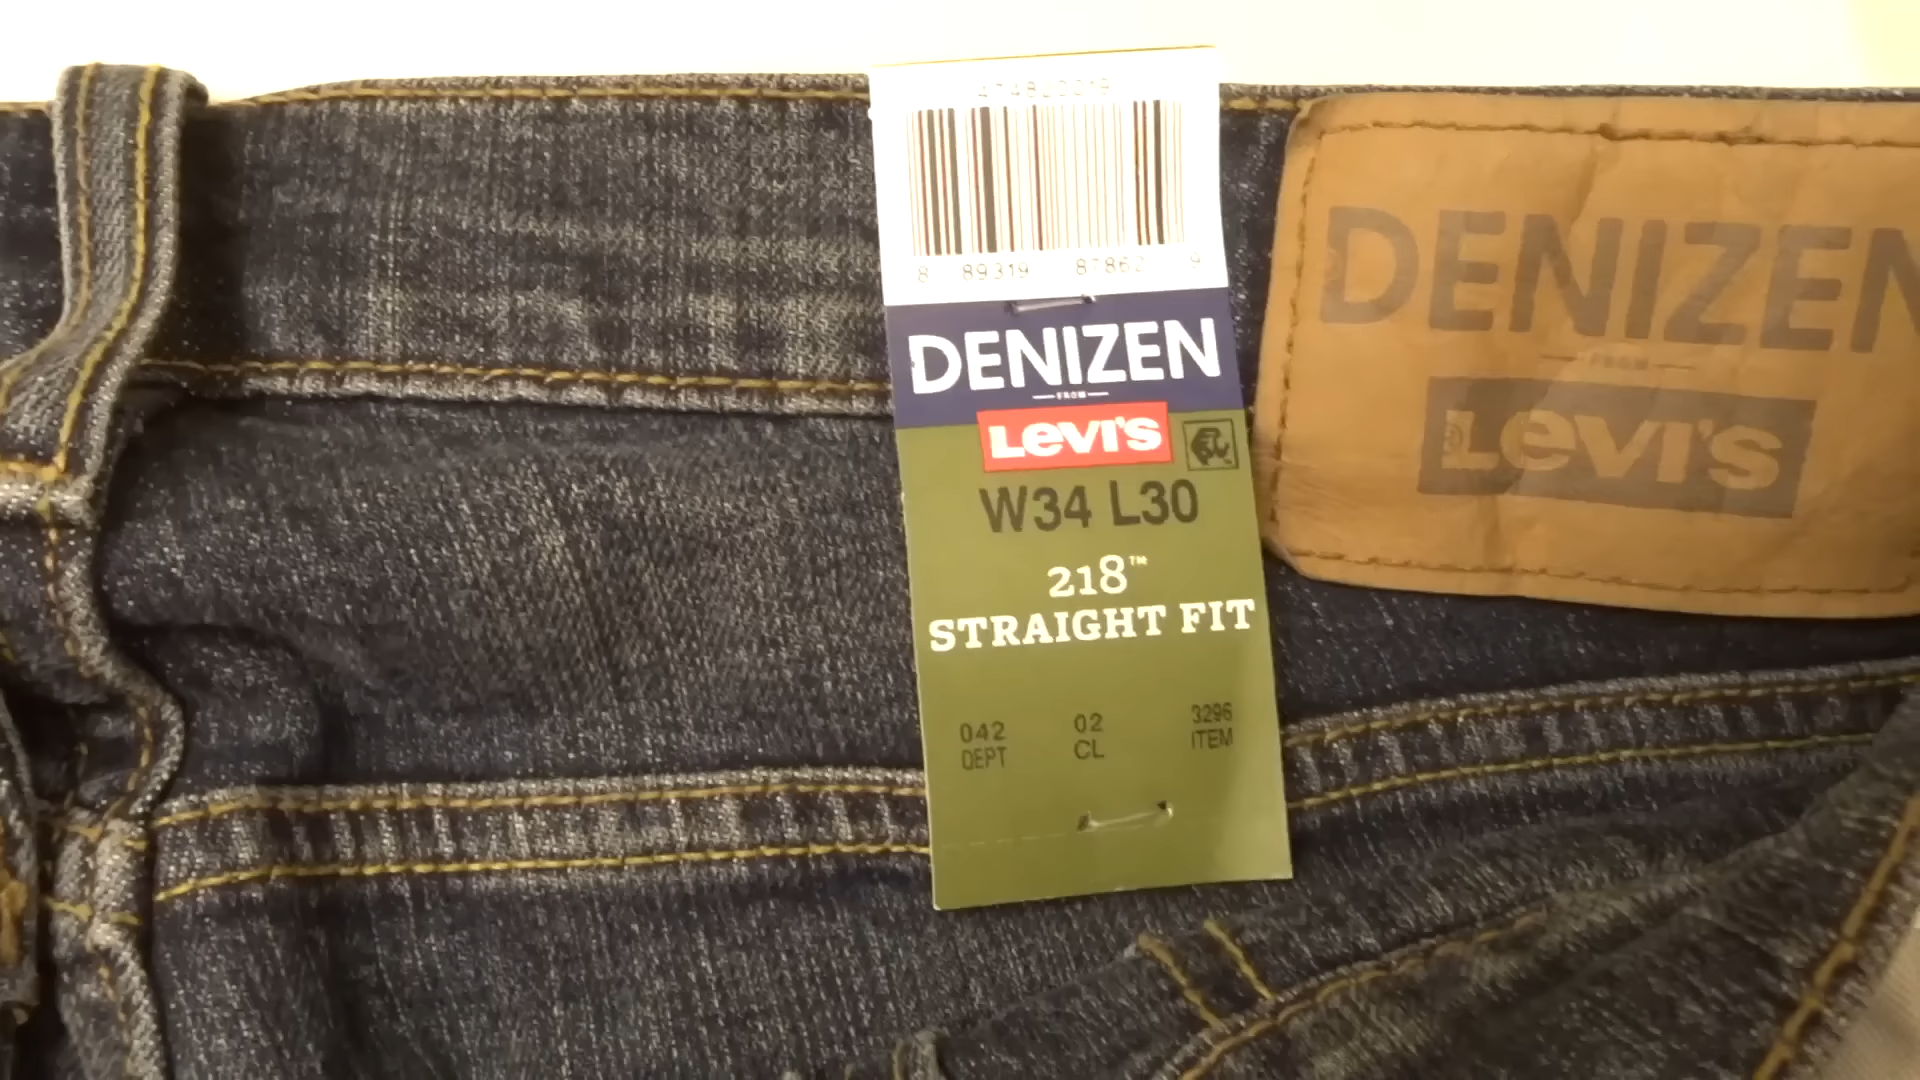 8 89319 87862 9
DENIZEN
FROM
Levi's
W34 L30
218™
STRAIGHT FIT
042 02 3296
DEPT CL ITEM
DENIZEN
FROM
Levi's